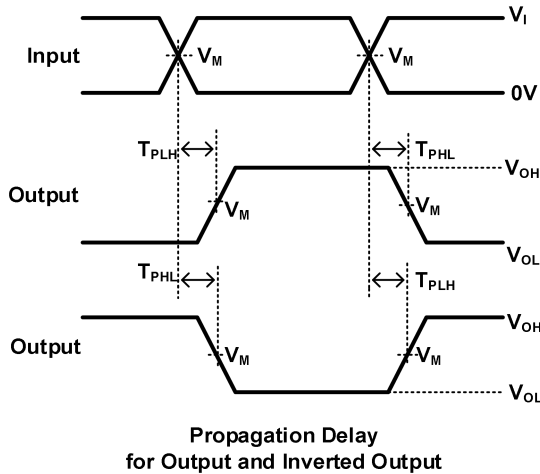 V_I
Input
V_M
V_M
0V
T_PLH
T_PHL
V_OH
Output
V_M
V_M
V_OL
T_PHL
T_PLH
V_OH
Output
V_M
V_M
V_OL
Propagation Delay
for Output and Inverted Output